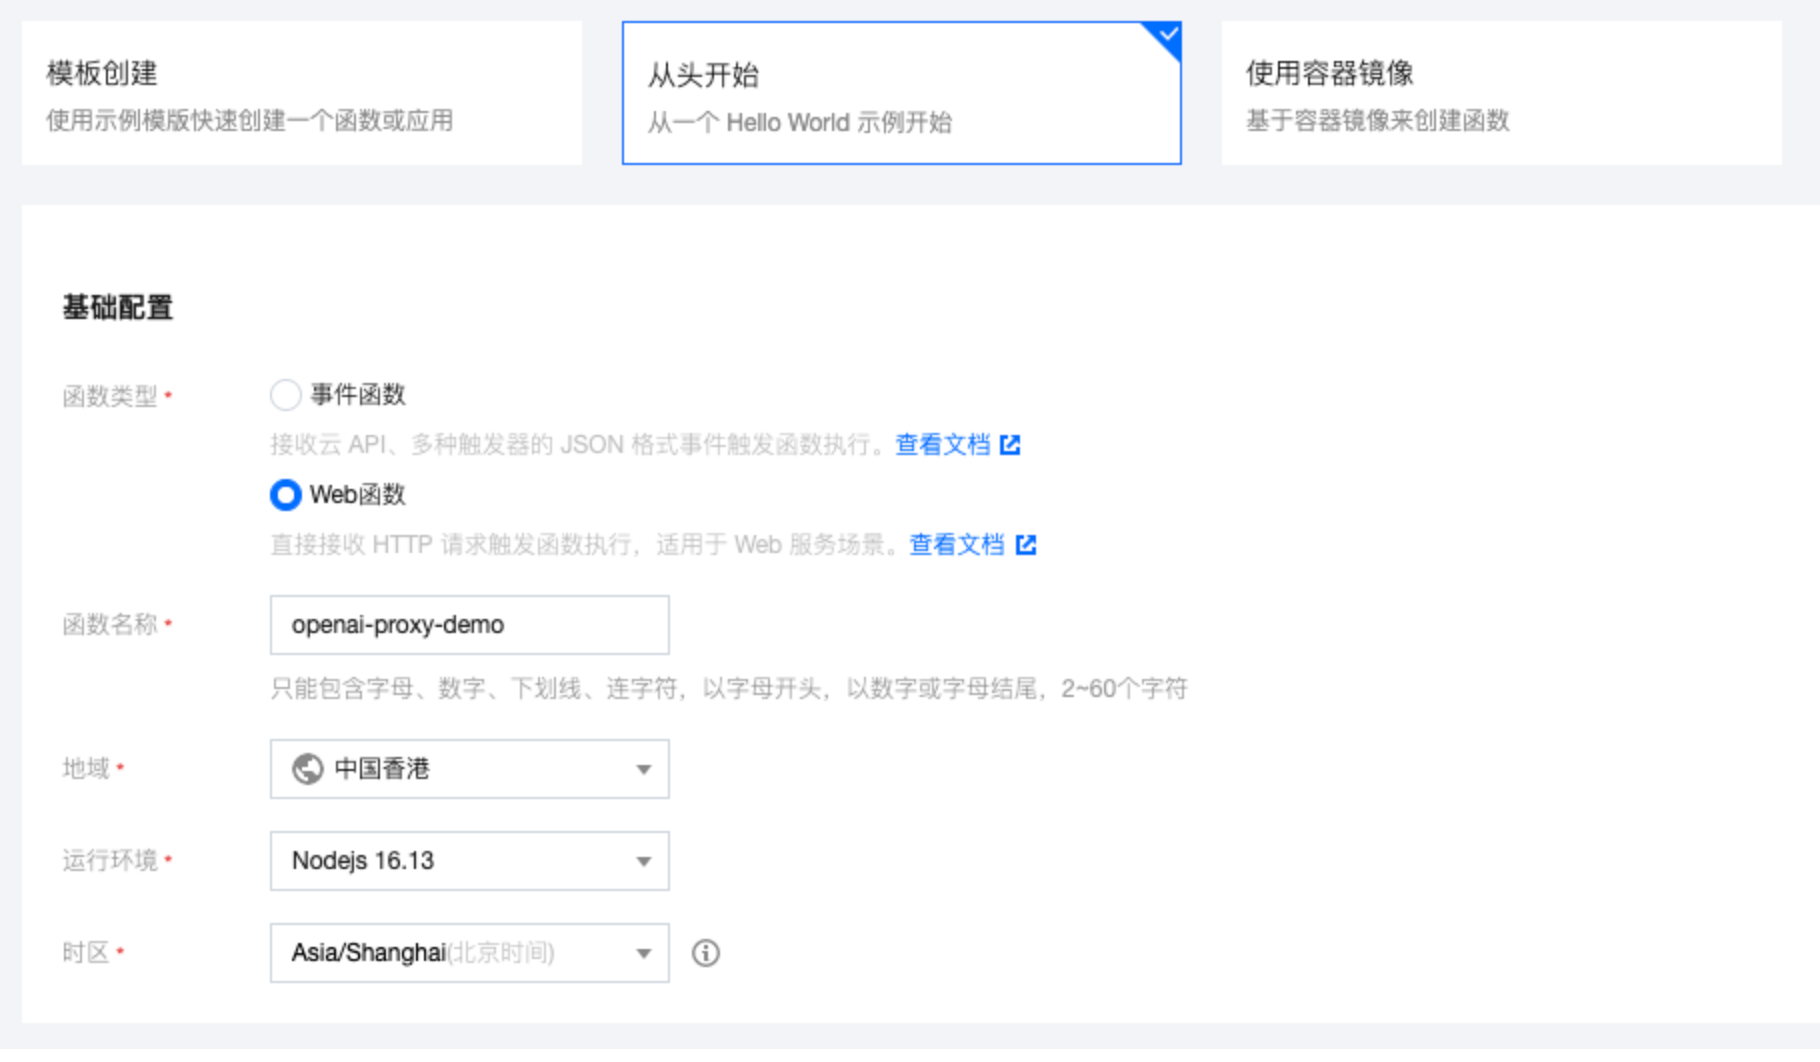 模板创建
使用示例模版快速创建一个函数或应用
从头开始
从一个 Hello World 示例开始
使用容器镜像
基于容器镜像来创建函数
基础配置
函数类型 *
事件函数
接收云 API、多种触发器的 JSON 格式事件触发函数执行。查看文档
Web函数
直接接收 HTTP 请求触发函数执行，适用于 Web 服务场景。查看文档
函数名称 *
openai-proxy-demo
只能包含字母、数字、下划线、连字符，以字母开头，以数字或字母结尾，2~60个字符
地域 *
中国香港
运行环境 *
Nodejs 16.13
时区 *
Asia/Shanghai(北京时间)